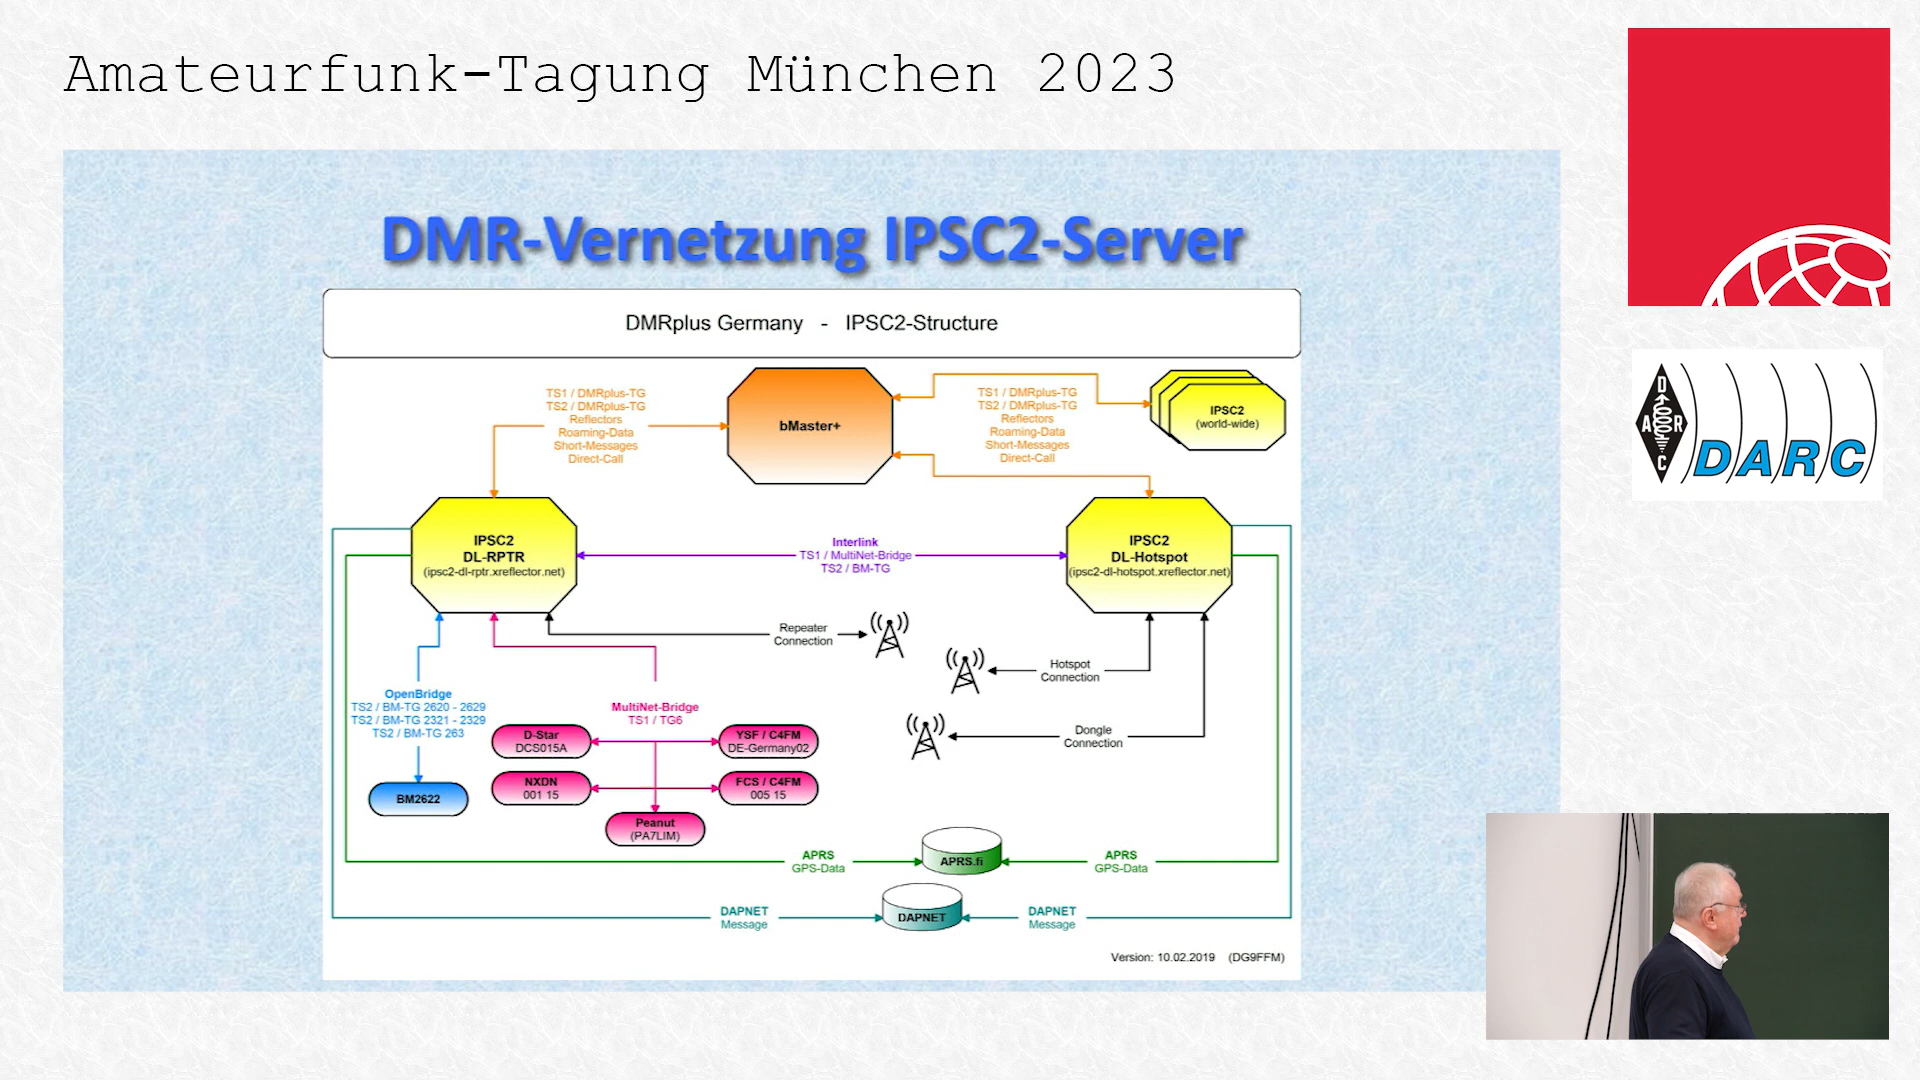 Amateurfunk-Tagung München 2023
DMR-Vernetzung IPSC2-Server
DMRplus Germany - IPSC2-Structure
TS1 / DMRplus-TG
TS2 / DMRplus-TG
Reflectors
Roaming-Data
Short-Messages
Direct-Call
bMaster+
TS1 / DMRplus-TG
TS2 / DMRplus-TG
Reflectors
Roaming-Data
Short-Messages
Direct-Call
IPSC2
(world-wide)
IPSC2
DL-RPTR
(ipsc2-dl-rptr.xreflector.net)
Interlink
TS1 / MultiNet-Bridge
TS2 / BM-TG
IPSC2
DL-Hotspot
(ipsc2-dl-hotspot.xreflector.net)
Repeater
Connection
Hotspot
Connection
Dongle
Connection
OpenBridge
TS2 / BM-TG 2620 - 2629
TS2 / BM-TG 2321 - 2329
TS2 / BM-TG 263
MultiNet-Bridge
TS1 / TG6
D-Star
DCS015A
YSF / C4FM
DE-Germany02
NXDN
001 15
FCS / C4FM
005 15
Peanut
(PA7LIM)
BM2622
APRS
GPS-Data
APRS.fi
APRS
GPS-Data
DAPNET
Message
DAPNET
DAPNET
Message
Version: 10.02.2019 (DG9FFM)
D
A R
C
DARC